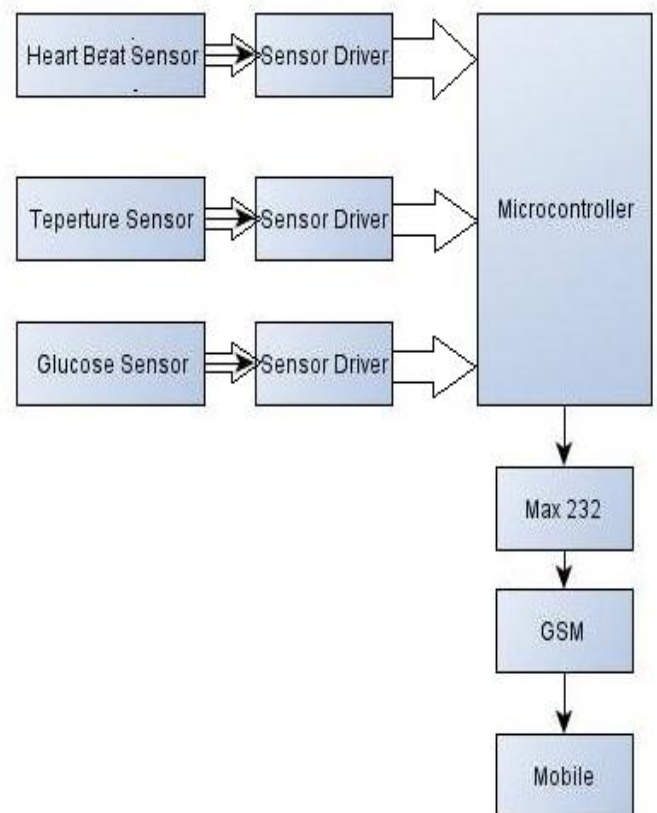 Heart Beat Sensor
Sensor Driver
Teperture Sensor
Sensor Driver
Microcontroller
Glucose Sensor
Sensor Driver
Max 232
GSM
Mobile